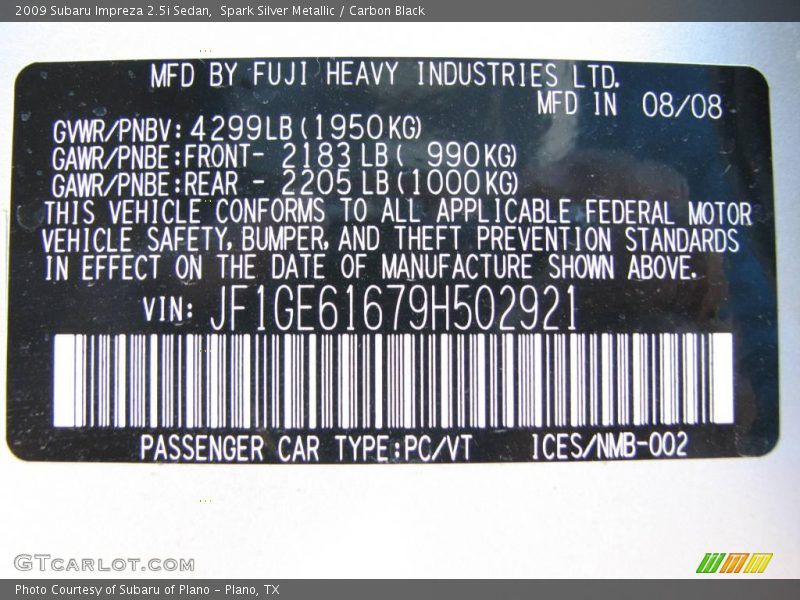 2009 Subaru Impreza 2.5i Sedan,  Spark Silver Metallic / Carbon Black
MFD BY FUJI HEAVY INDUSTRIES LTD.
MFD IN 08/08
GVWR/PNBV: 4299LB (1950KG)
GAWR/PNBE:FRONT- 2183 LB ( 990KG)
GAWR/PNBE:REAR - 2205 LB (1000KG)
THIS VEHICLE CONFORMS TO ALL APPLICABLE FEDERAL MOTOR
VEHICLE SAFETY, BUMPER, AND THEFT PREVENTION STANDARDS
IN EFFECT ON THE DATE OF MANUFACTURE SHOWN ABOVE.
VIN: JF1GE61679H502921
PASSENGER CAR TYPE:PC/VT ICES/NMB-002
GTCARLOT.COM
Photo Courtesy of Subaru of Plano - Plano, TX